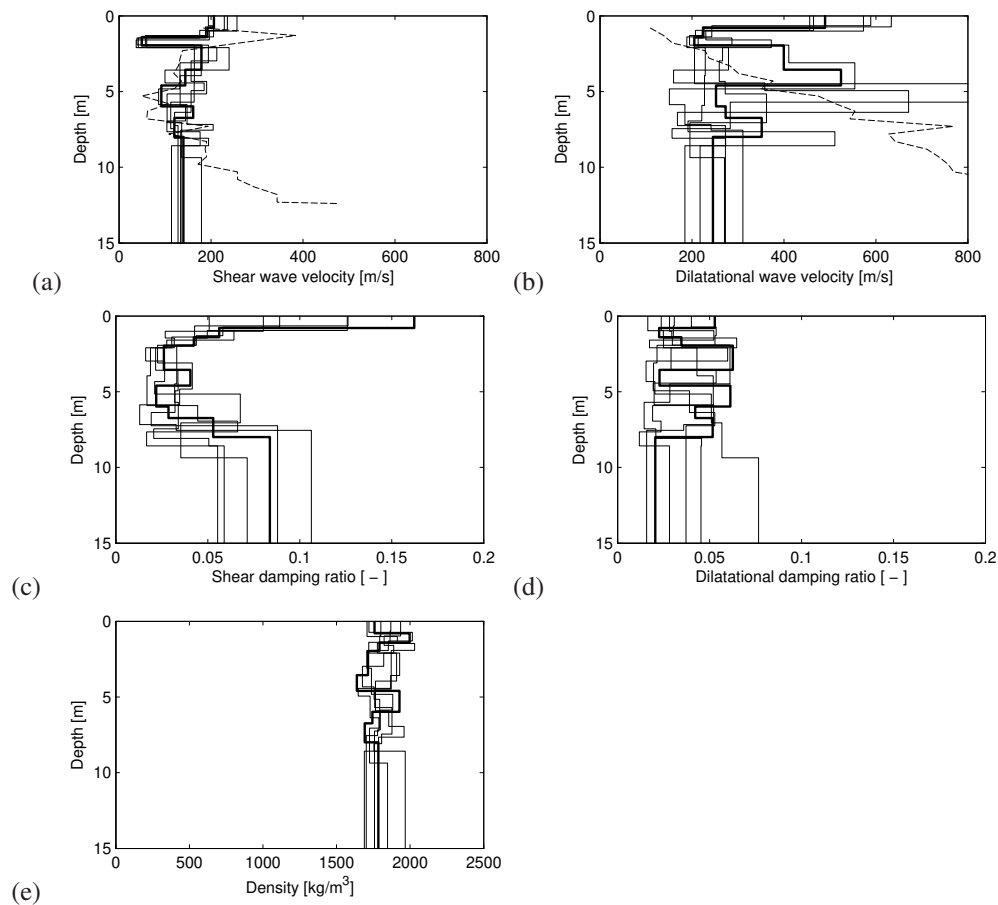 0
5
10
15
Depth [m]
0 200 400 600 800
Shear wave velocity [m/s]
(a)
0
5
10
15
Depth [m]
0 200 400 600 800
Dilatational wave velocity [m/s]
(b)
0
5
10
15
Depth [m]
0 0.05 0.1 0.15 0.2
Shear damping ratio [ − ]
(c)
0
5
10
15
Depth [m]
0 0.05 0.1 0.15 0.2
Dilatational damping ratio [ − ]
(d)
0
5
10
15
Depth [m]
0 500 1000 1500 2000 2500
Density [kg/m³]
(e)